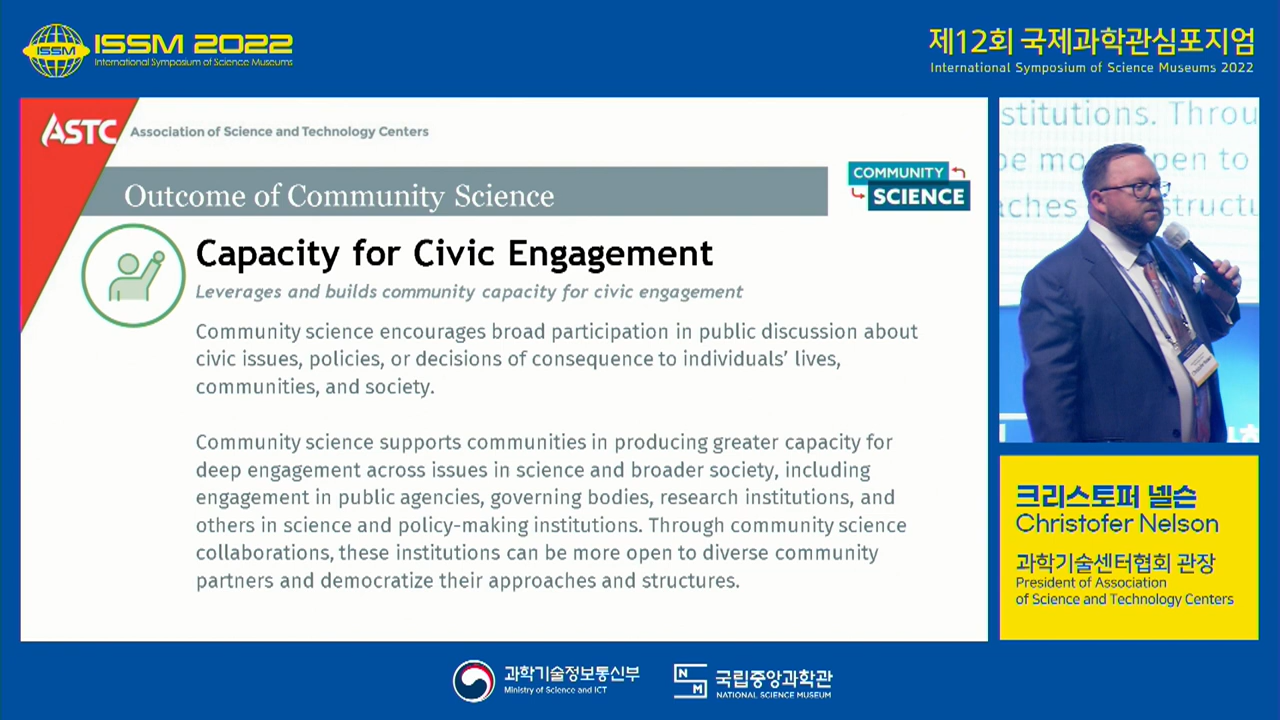 ISSM
ISSM 2022
International Symposium of Science Museums
제12회 국제과학관심포지엄
International Symposium of Science Museums 2022
ASTC
Association of Science and Technology Centers
Outcome of Community Science
COMMUNITY
SCIENCE
Capacity for Civic Engagement
Leverages and builds community capacity for civic engagement
Community science encourages broad participation in public discussion about
civic issues, policies, or decisions of consequence to individuals’ lives,
communities, and society.
Community science supports communities in producing greater capacity for
deep engagement across issues in science and broader society, including
engagement in public agencies, governing bodies, research institutions, and
others in science and policy-making institutions. Through community science
collaborations, these institutions can be more open to diverse community
partners and democratize their approaches and structures.
stitutions. Throu
be mo pen to
aches structu
크리스토퍼 넬슨
Christofer Nelson
과학기술센터협회 관장
President of Association
of Science and Technology Centers
과학기술정보통신부
Ministry of Science and ICT
NSM
국립중앙과학관
NATIONAL SCIENCE MUSEUM